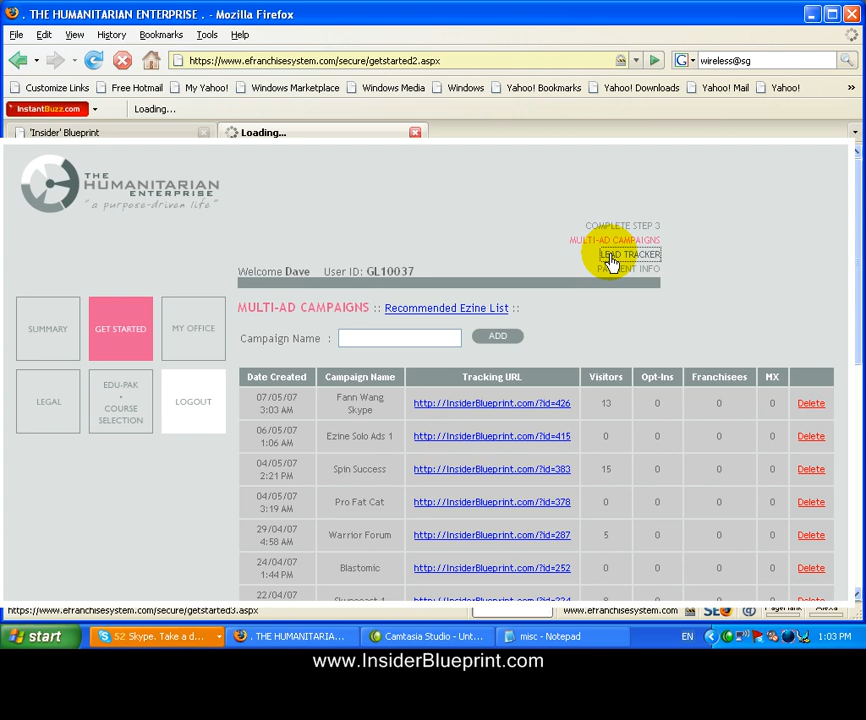 . THE HUMANITARIAN ENTERPRISE . - Mozilla Firefox
File Edit View History Bookmarks Tools Help
https://www.efranchisesystem.com/secure/getstarted2.aspx
G wireless@sg
Customize Links Free Hotmail My Yahoo! Windows Marketplace Windows Media Windows Yahoo! Bookmarks Yahoo! Downloads Yahoo! Mail Yahoo! »
InstantBuzz.com Loading...
'Insider' Blueprint Loading...
THE
HUMANITARIAN
ENTERPRISE
"a purpose-driven life"
COMPLETE STEP 3
MULTI-AD CAMPAIGNS
LEAD TRACKER
PAYMENT INFO
Welcome Dave User ID: GL10037
MULTI-AD CAMPAIGNS :: Recommended Ezine List ::
Campaign Name : ADD
SUMMARY GET STARTED MY OFFICE
LEGAL
EDU-PAK
•
COURSE
SELECTION
LOGOUT
Date Created Campaign Name Tracking URL Visitors Opt-Ins Franchisees MX
07/05/07 3:03 AM Fann Wang Skype http://InsiderBlueprint.com/?id=426 13 0 0 0 Delete
06/05/07 1:06 AM Ezine Solo Ads 1 http://InsiderBlueprint.com/?id=415 0 0 0 0 Delete
04/05/07 2:21 PM Spin Success http://InsiderBlueprint.com/?id=383 15 0 0 0 Delete
04/05/07 3:19 AM Pro Fat Cat http://InsiderBlueprint.com/?id=378 0 0 0 0 Delete
29/04/07 4:58 AM Warrior Forum http://InsiderBlueprint.com/?id=287 5 0 0 0 Delete
24/04/07 1:44 PM Blastomic http://InsiderBlueprint.com/?id=252 0 0 0 0 Delete
22/04/07
https://www.efranchisesystem.com/secure/getstarted3.aspx www.efranchisesystem.com SEO PageRank Alexa
start 52 Skype. Take a d... . THE HUMANITARIA... Camtasia Studio - Unt... misc - Notepad EN 1:03 PM
www.InsiderBlueprint.com